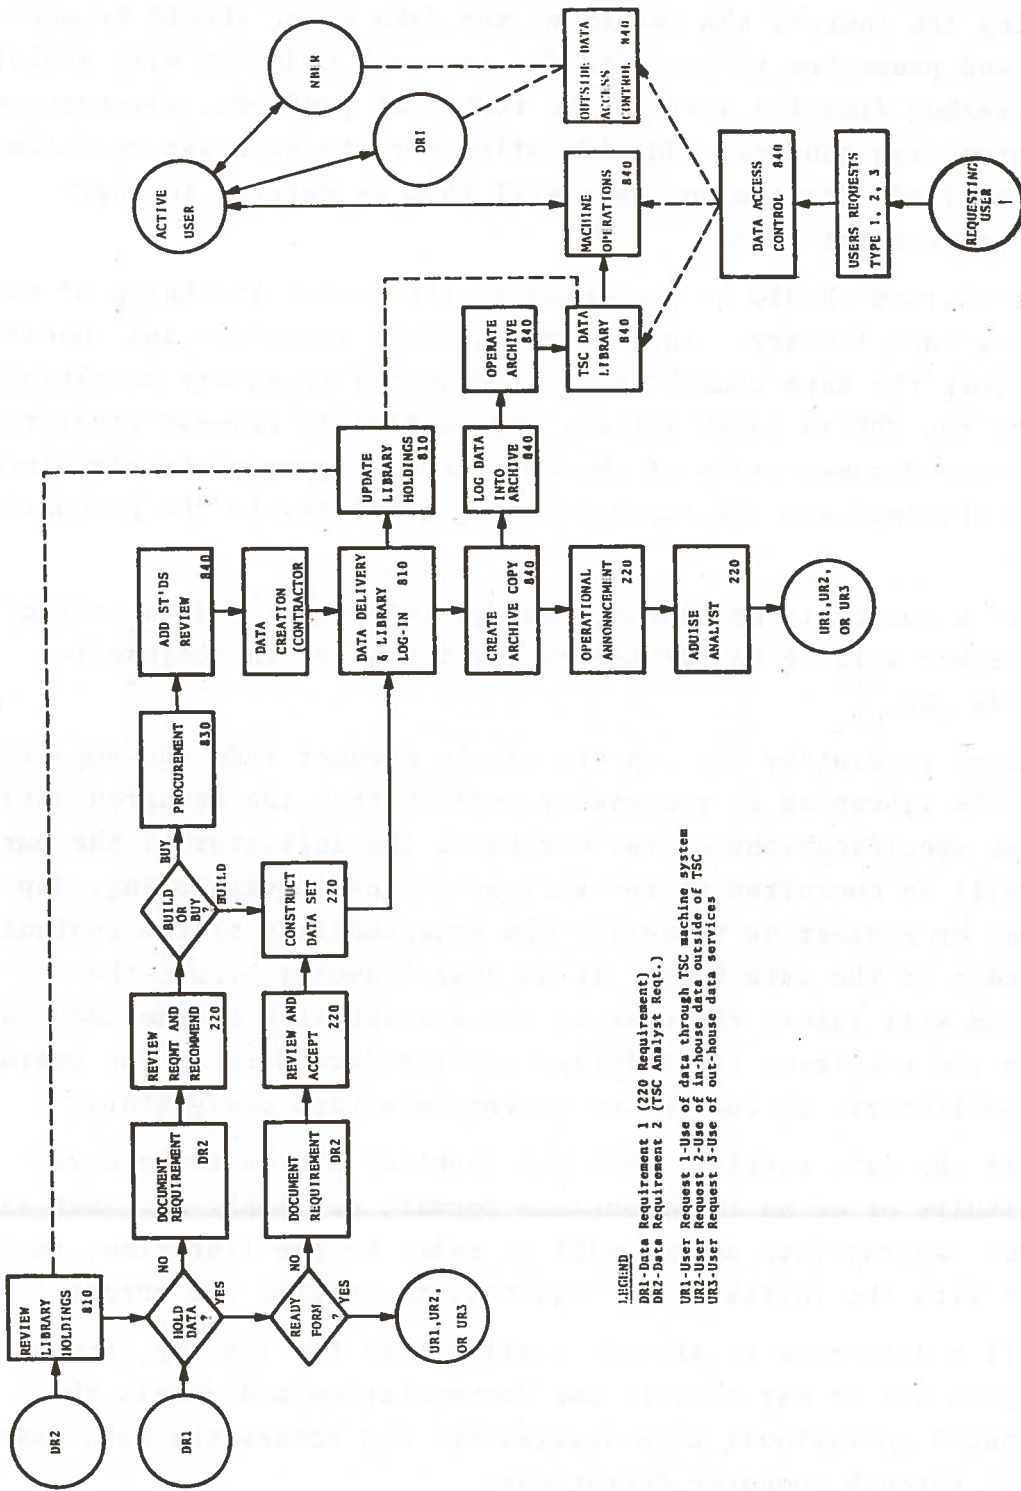 DR2
REVIEW
LIBRARY
HOLDINGS
810
DR1
HOLD
DATA
?
NO
YES
DOCUMENT
REQUIREMENT
DR2
REVIEW
REQMT AND
RECOMMEND
220
BUILD
OR
BUY
?
BUY
BUILD
PROCUREMENT
830
ADD ST'DS
REVIEW
840
READY
FORM
?
NO
YES
DOCUMENT
REQUIREMENT
DR2
REVIEW AND
ACCEPT
220
CONSTRUCT
DATA SET
220
DATA
CREATION
(CONTRACTOR
UR1,UR2,
OR UR3
DATA DELIVERY
& LIBRARY
LOG-IN
810
UPDATE
LIBRARY
HOLDINGS
810
CREATE
ARCHIVE COPY
840
LOG DATA
INTO
ARCHIVE
840
OPERATE
ARCHIVE
840
OPERATIONAL
ANNONNCEMENT
220
TSC DATA
LIBRARY
840
MACHINE
OPERATIONS
840
OUTSIDE DATA
ACCESS
CONTROL
840
ADUISE
ANALYST
220
UR1,UR2,
OR UR3
ACTIVE
USER
NBER
DRI
DATA ACCESS
CONTROL
840
USERS REQUESTS
TYPE 1, 2, 3
REQUESTING
USER
LEGEND
DR1-Data Requirement 1 (220 Requirement)
DR2-Data Requirement 2 (TSC Analyst Reqt.)
UR1-User Request 1-Use of data through TSC machine system
UR2-User Request 2-Use of in-house data outside of TSC
UR3-User Request 3-Use of out-house data services